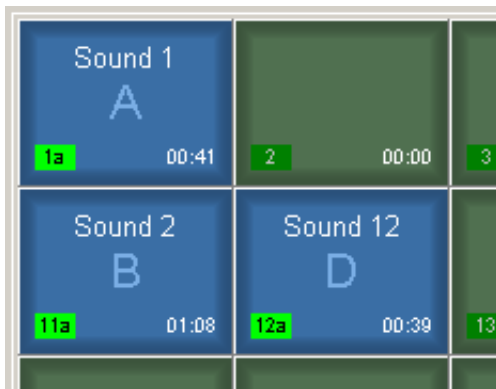 Sound 1
A
1a 00:41
2 00:00
3
Sound 2
B
11a 01:08
Sound 12
D
12a 00:39
13